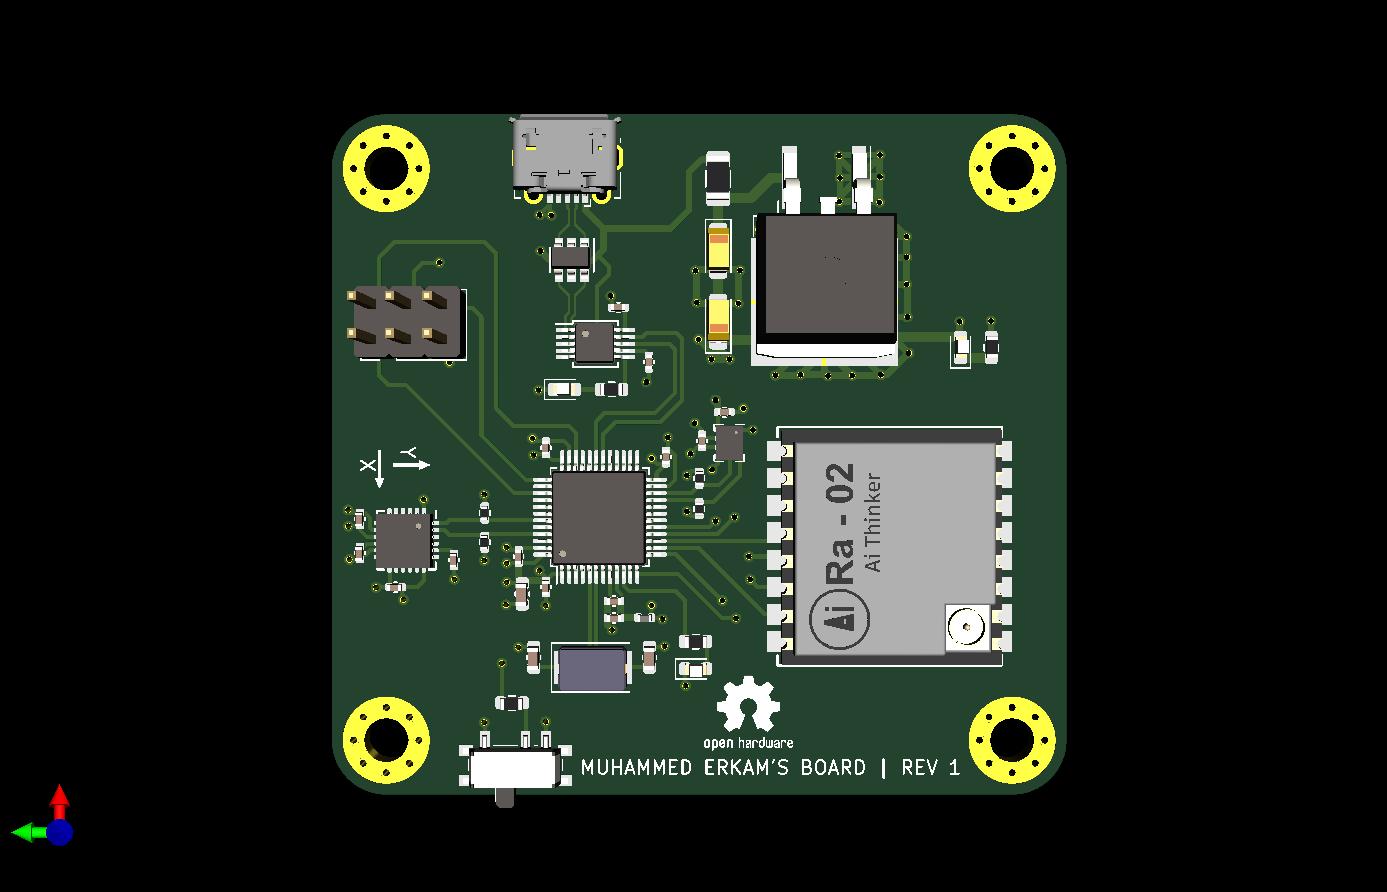 Y
X
Ra - 02
Ai Thinker
Ai
open hardware
MUHAMMED ERKAM'S BOARD | REV 1